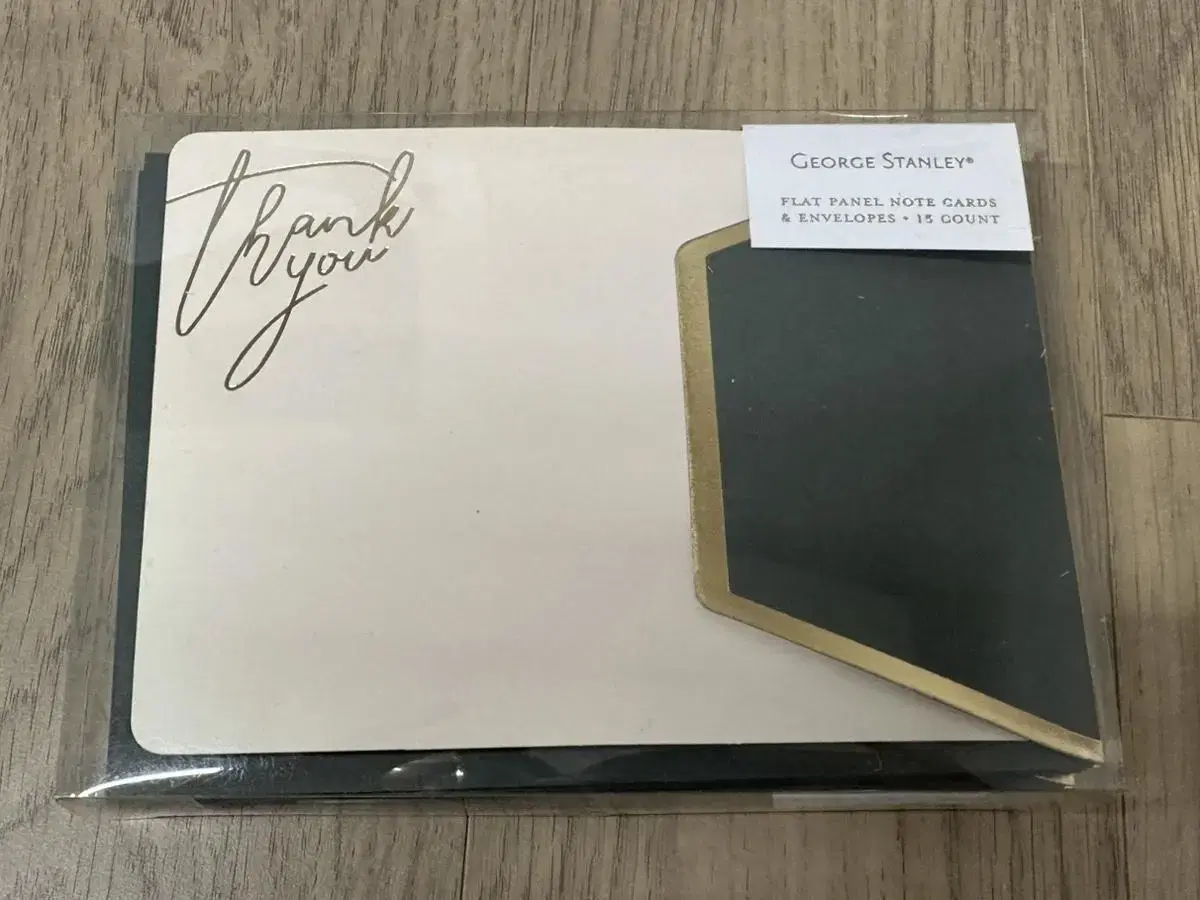 Thank
you
GEORGE STANLEY®
FLAT PANEL NOTE CARDS
& ENVELOPES • 15 COUNT